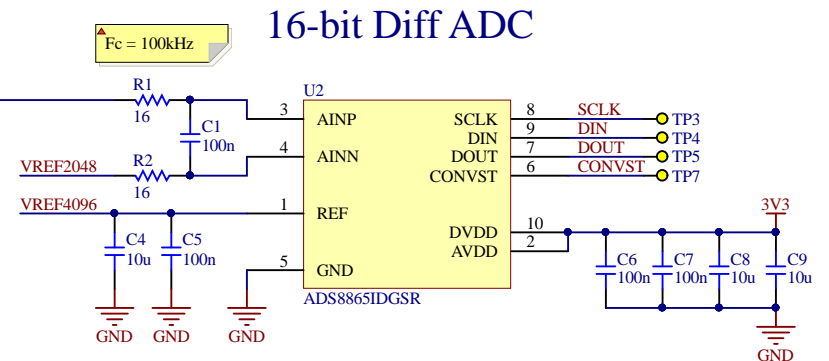 16-bit Diff ADC
Fc = 100kHz
R1
16
U2
3 AINP
C1
100n
4 AINN
R2
16
VREF2048
VREF4096
1 REF
C4
10u
C5
100n
5 GND
ADS8865IDGSR
GND
GND
GND
SCLK 8 SCLK TP3
DIN 9 DIN TP4
DOUT 7 DOUT TP5
CONVST 6 CONVST TP7
3V3
DVDD 10
AVDD 2
C6
100n
C7
100n
C8
10u
C9
10u
GND